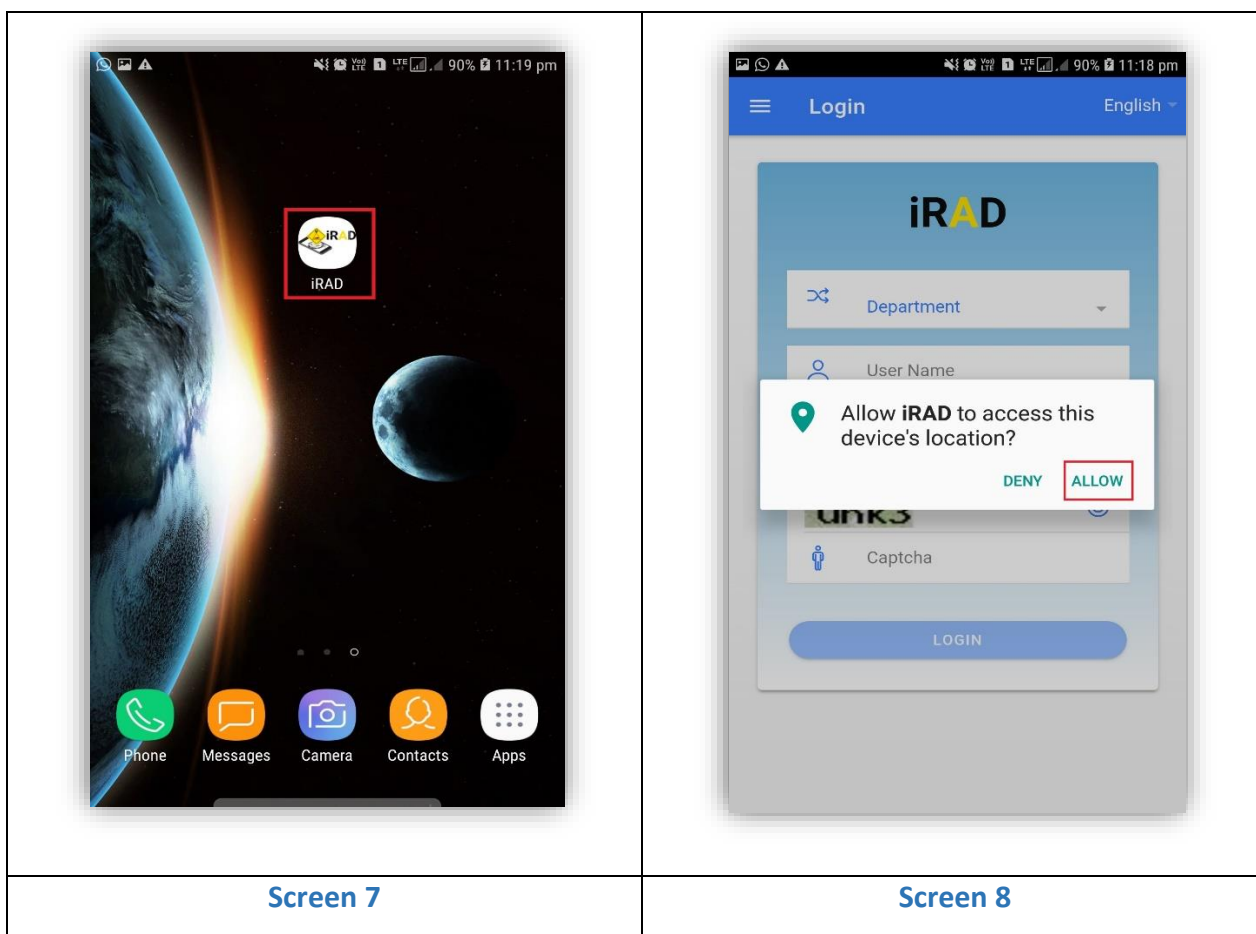 90% 11:19 pm
iRAD
iRAD
Phone Messages Camera Contacts Apps
Screen 7
90% 11:18 pm
Login English
iRAD
Department
User Name
Allow iRAD to access this
device's location?
DENY ALLOW
unk3
Captcha
LOGIN
Screen 8